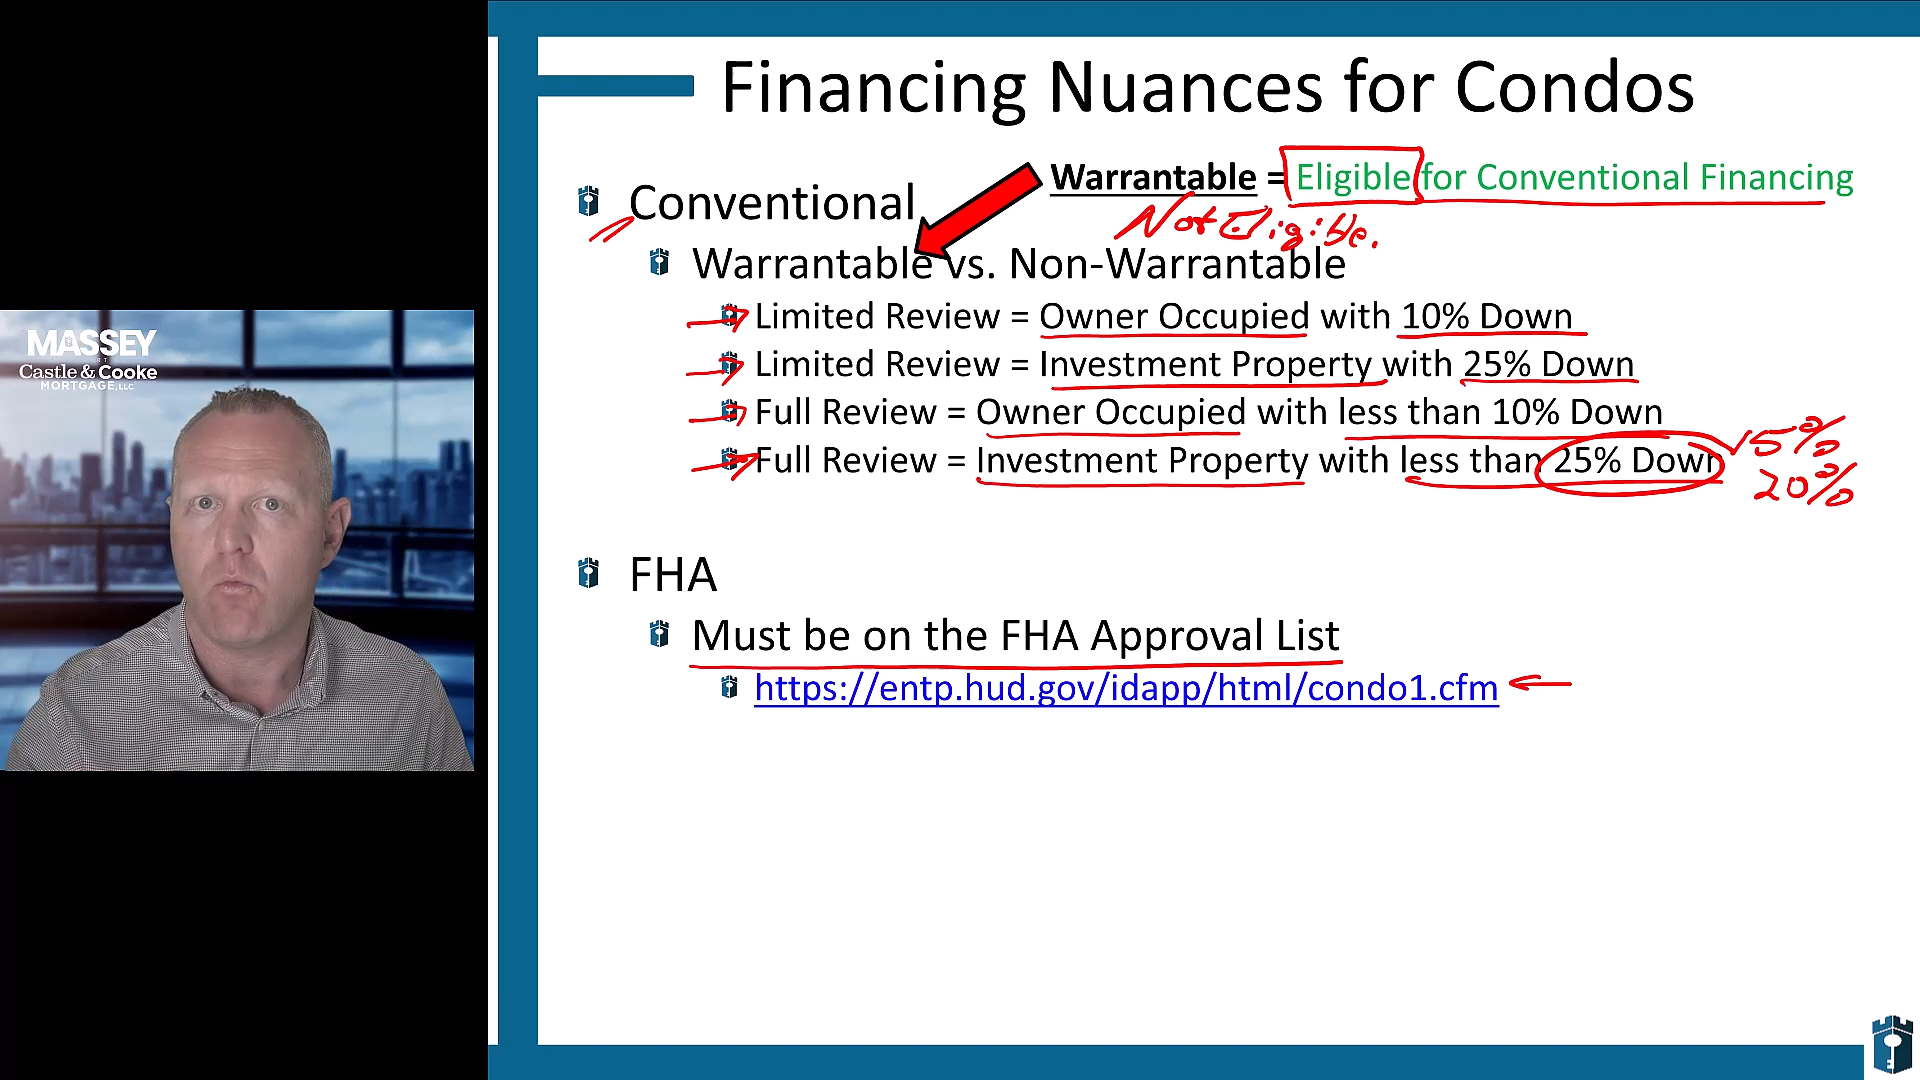 MASSEY
Castle & Cooke
MORTGAGE, LLC
Financing Nuances for Condos
Warrantable = Eligible for Conventional Financing
Not Eligible.
Conventional
Warrantable vs. Non-Warrantable
Limited Review = Owner Occupied with 10% Down
Limited Review = Investment Property with 25% Down
Full Review = Owner Occupied with less than 10% Down
Full Review = Investment Property with less than 25% Down
15%
20%
FHA
Must be on the FHA Approval List
https://entp.hud.gov/idapp/html/condo1.cfm